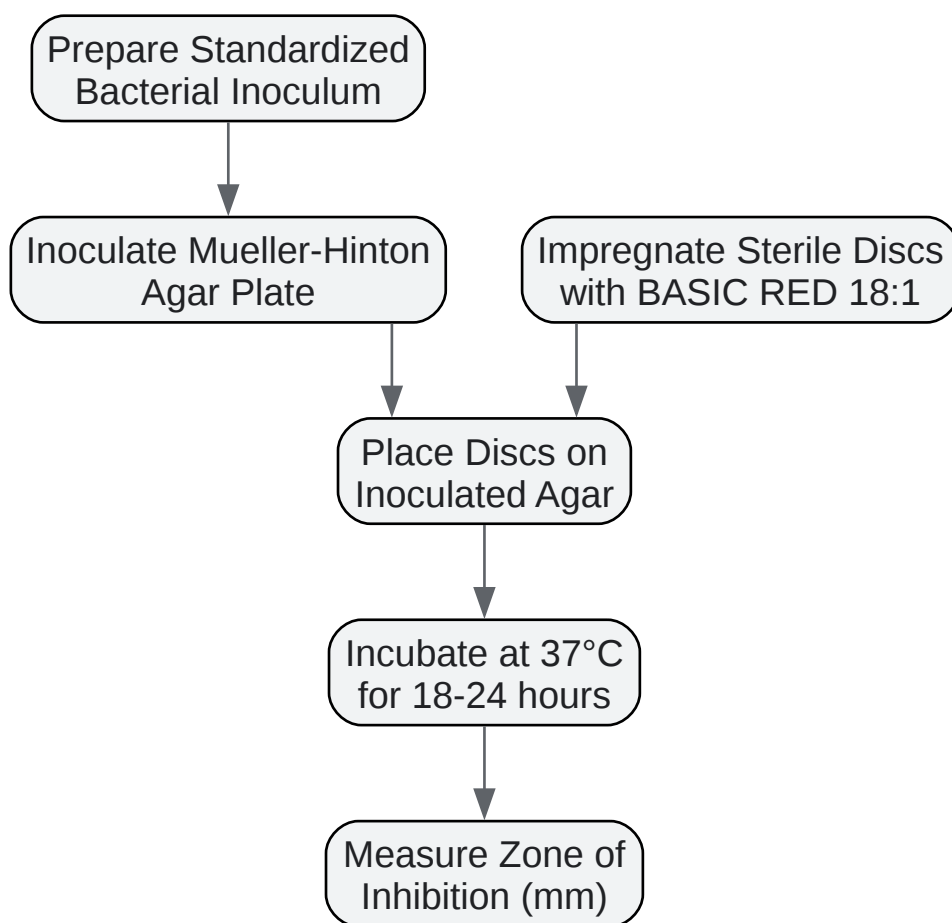 Prepare Standardized
Bacterial Inoculum
Inoculate Mueller-Hinton
Agar Plate
Impregnate Sterile Discs
with BASIC RED 18:1
Place Discs on
Inoculated Agar
Incubate at 37°C
for 18-24 hours
Measure Zone of
Inhibition (mm)